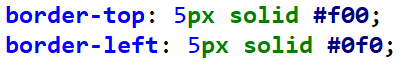 border-top: 5px solid #f00;
border-left: 5px solid #0f0;